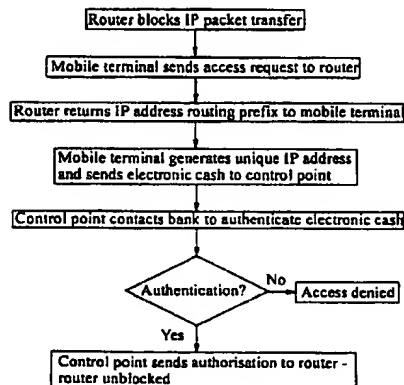 Router blocks IP packet transfer
Mobile terminal sends access request to router
Router returns IP address routing prefix to mobile terminal
Mobile terminal generates unique IP address
and sends electronic cash to control point
Control point contacts bank to authenticate electronic cash
Authentication?
No
Access denied
Yes
Control point sends authorisation to router -
router unblocked